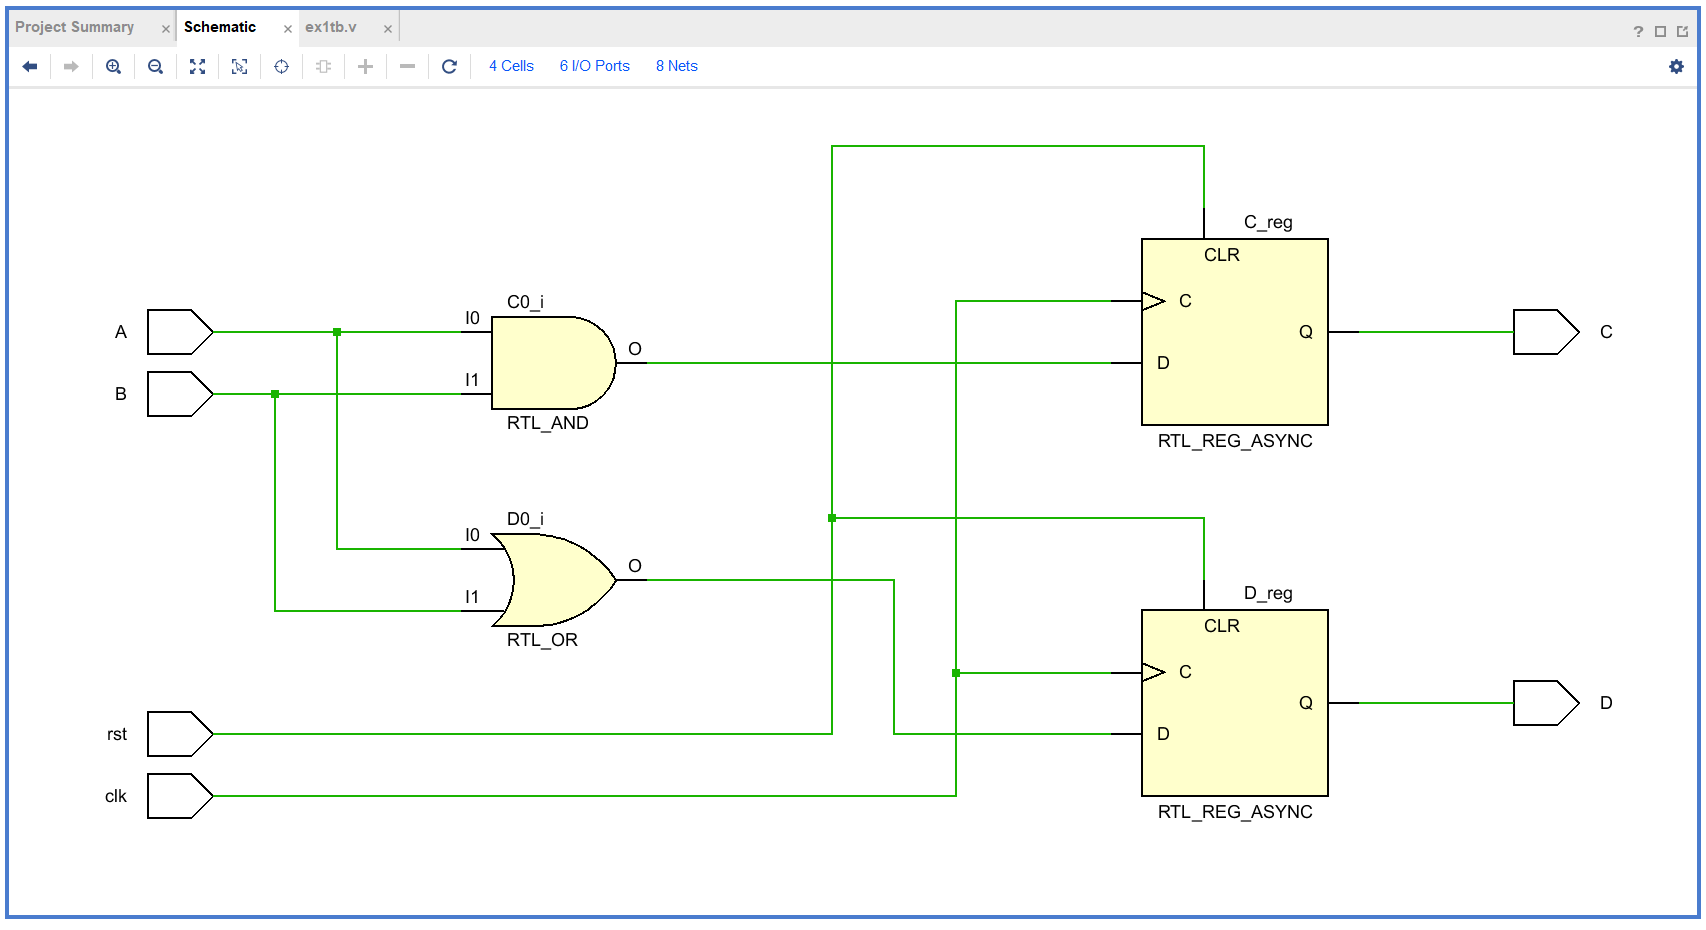 Project Summary × Schematic × ex1tb.v ×
?
4 Cells 6 I/O Ports 8 Nets
C_reg
CLR
C0_i
A
I0
C
Q
C
O
B
I1
D
RTL_AND
RTL_REG_ASYNC
D0_i
I0
O
D_reg
I1
CLR
RTL_OR
C
Q
D
rst
D
clk
RTL_REG_ASYNC